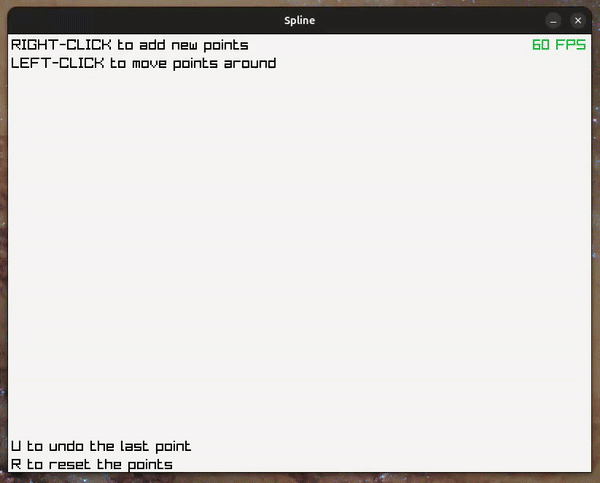 Spline
RIGHT-CLICK to add new points
60 FPS
LEFT-CLICK to move points around
U to undo the last point
R to reset the points